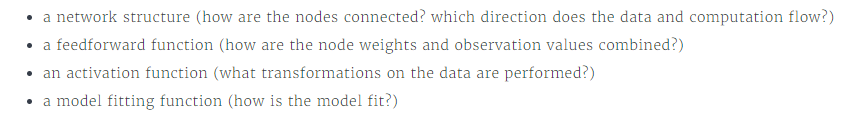 • a network structure (how are the nodes connected? which direction does the data and computation flow?)
• a feedforward function (how are the node weights and observation values combined?)
• an activation function (what transformations on the data are performed?)
• a model fitting function (how is the model fit?)